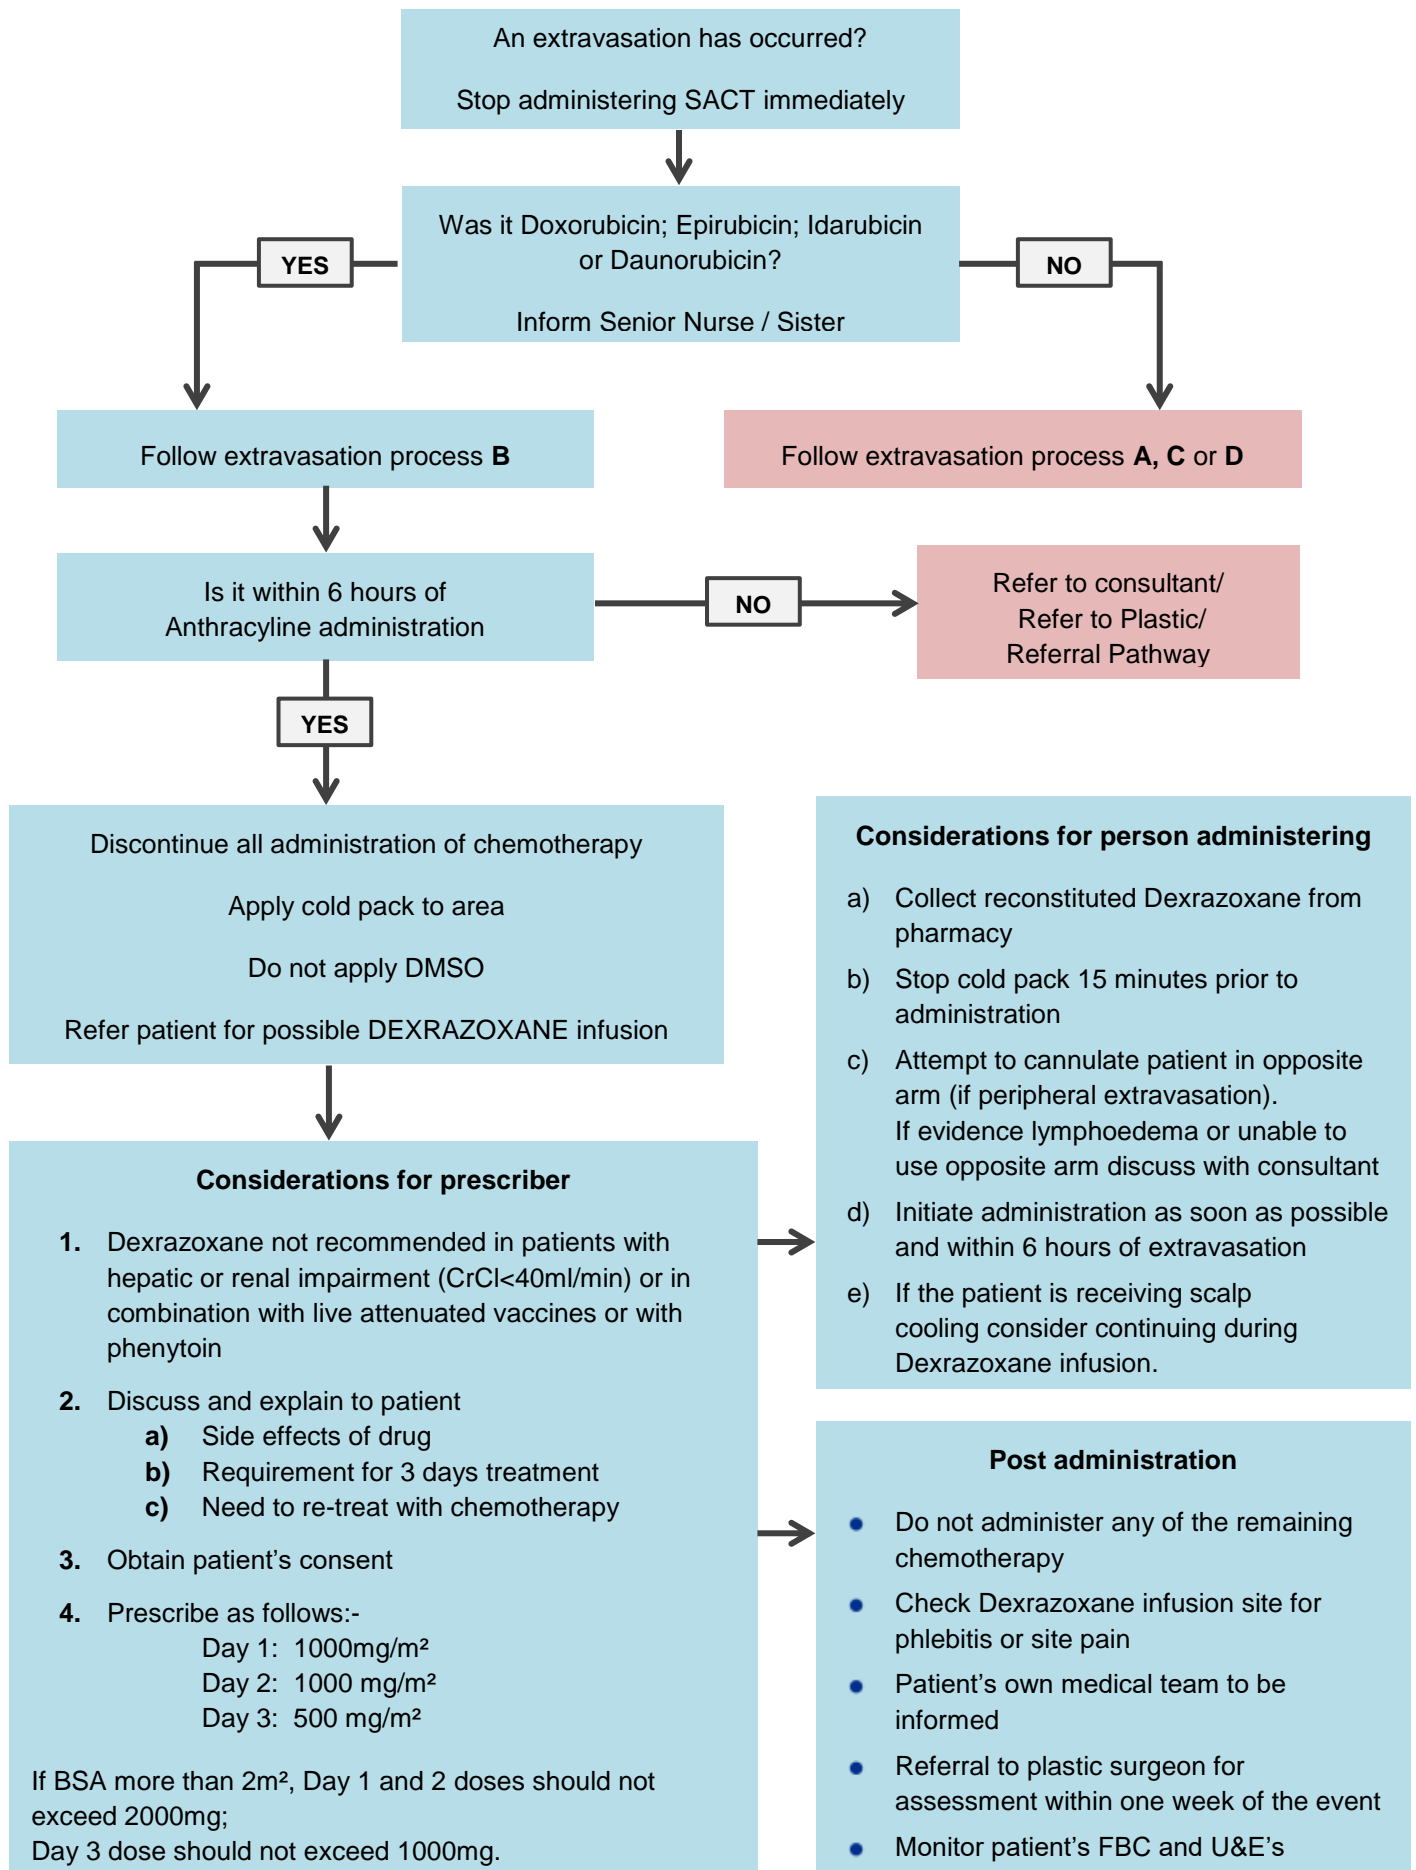 An extravasation has occurred?
Stop administering SACT immediately
Was it Doxorubicin; Epirubicin; Idarubicin
or Daunorubicin?
Inform Senior Nurse / Sister
YES
NO
Follow extravasation process B
Follow extravasation process A, C or D
Is it within 6 hours of
Anthracyline administration
NO
Refer to consultant/
Refer to Plastic/
Referral Pathway
YES
Discontinue all administration of chemotherapy
Apply cold pack to area
Do not apply DMSO
Refer patient for possible DEXRAZOXANE infusion
Considerations for prescriber
1. Dexrazoxane not recommended in patients with
hepatic or renal impairment (CrCl<40ml/min) or in
combination with live attenuated vaccines or with
phenytoin
2. Discuss and explain to patient
a) Side effects of drug
b) Requirement for 3 days treatment
c) Need to re-treat with chemotherapy
3. Obtain patient's consent
4. Prescribe as follows:-
Day 1: 1000mg/m²
Day 2: 1000 mg/m²
Day 3: 500 mg/m²
If BSA more than 2m², Day 1 and 2 doses should not
exceed 2000mg;
Day 3 dose should not exceed 1000mg.
Considerations for person administering
a) Collect reconstituted Dexrazoxane from
pharmacy
b) Stop cold pack 15 minutes prior to
administration
c) Attempt to cannulate patient in opposite
arm (if peripheral extravasation).
If evidence lymphoedema or unable to
use opposite arm discuss with consultant
d) Initiate administration as soon as possible
and within 6 hours of extravasation
e) If the patient is receiving scalp
cooling consider continuing during
Dexrazoxane infusion.
Post administration
• Do not administer any of the remaining
chemotherapy
• Check Dexrazoxane infusion site for
phlebitis or site pain
• Patient's own medical team to be
informed
• Referral to plastic surgeon for
assessment within one week of the event
• Monitor patient's FBC and U&E's